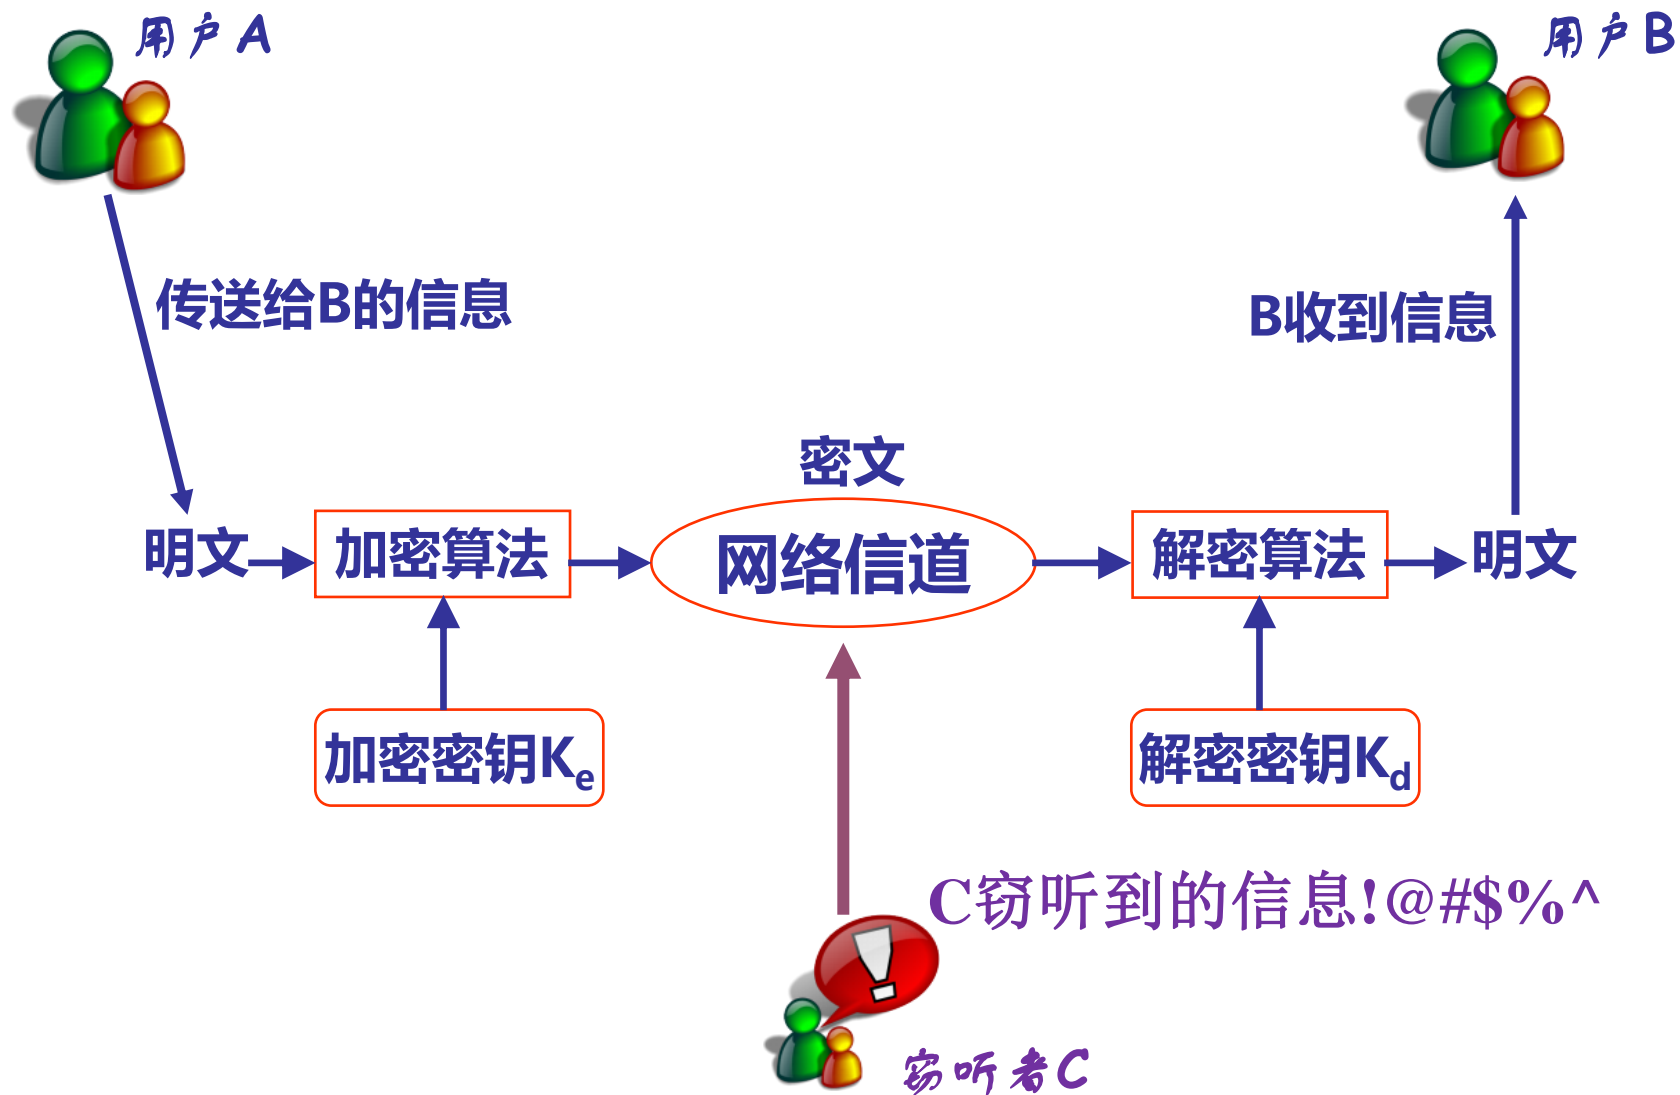 用户A
用户B
传送给B的信息
B收到信息
密文
明文
加密算法
网络信道
解密算法
明文
加密密钥Ke
解密密钥Kd
C窃听到的信息!@#$%^
窃听者C